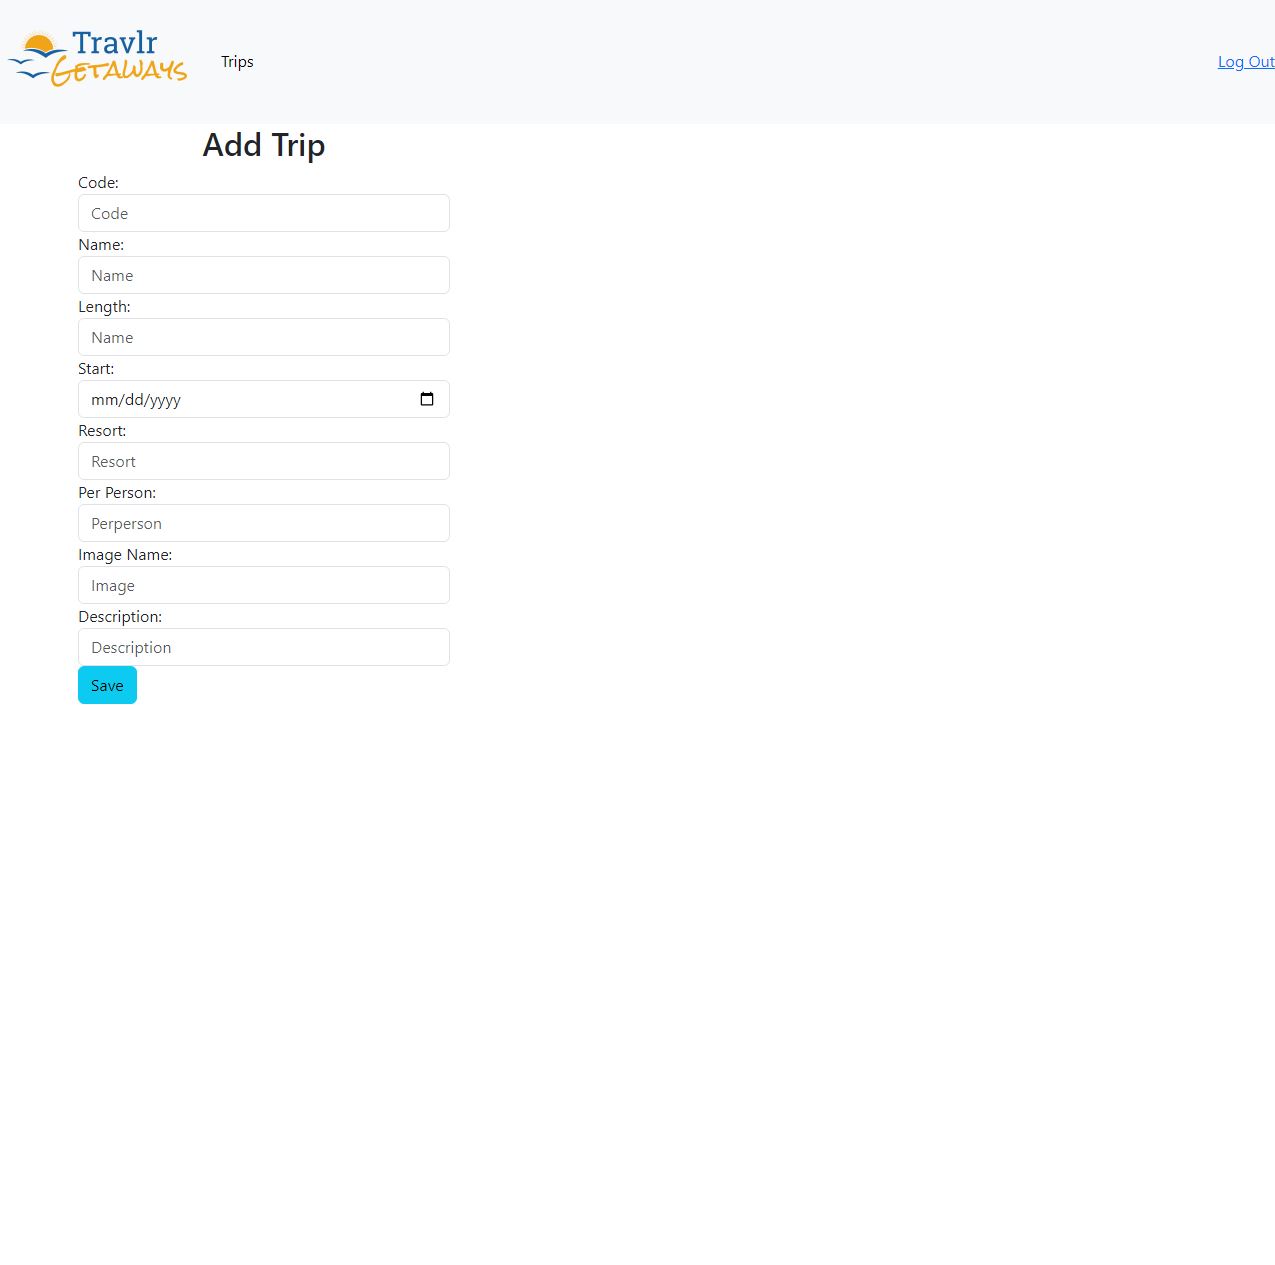 Travlr
Getaways
Trips
Log Out
Add Trip
Code:
Code
Name:
Name
Length:
Name
Start:
mm/dd/yyyy
Resort:
Resort
Per Person:
Perperson
Image Name:
Image
Description:
Description
Save